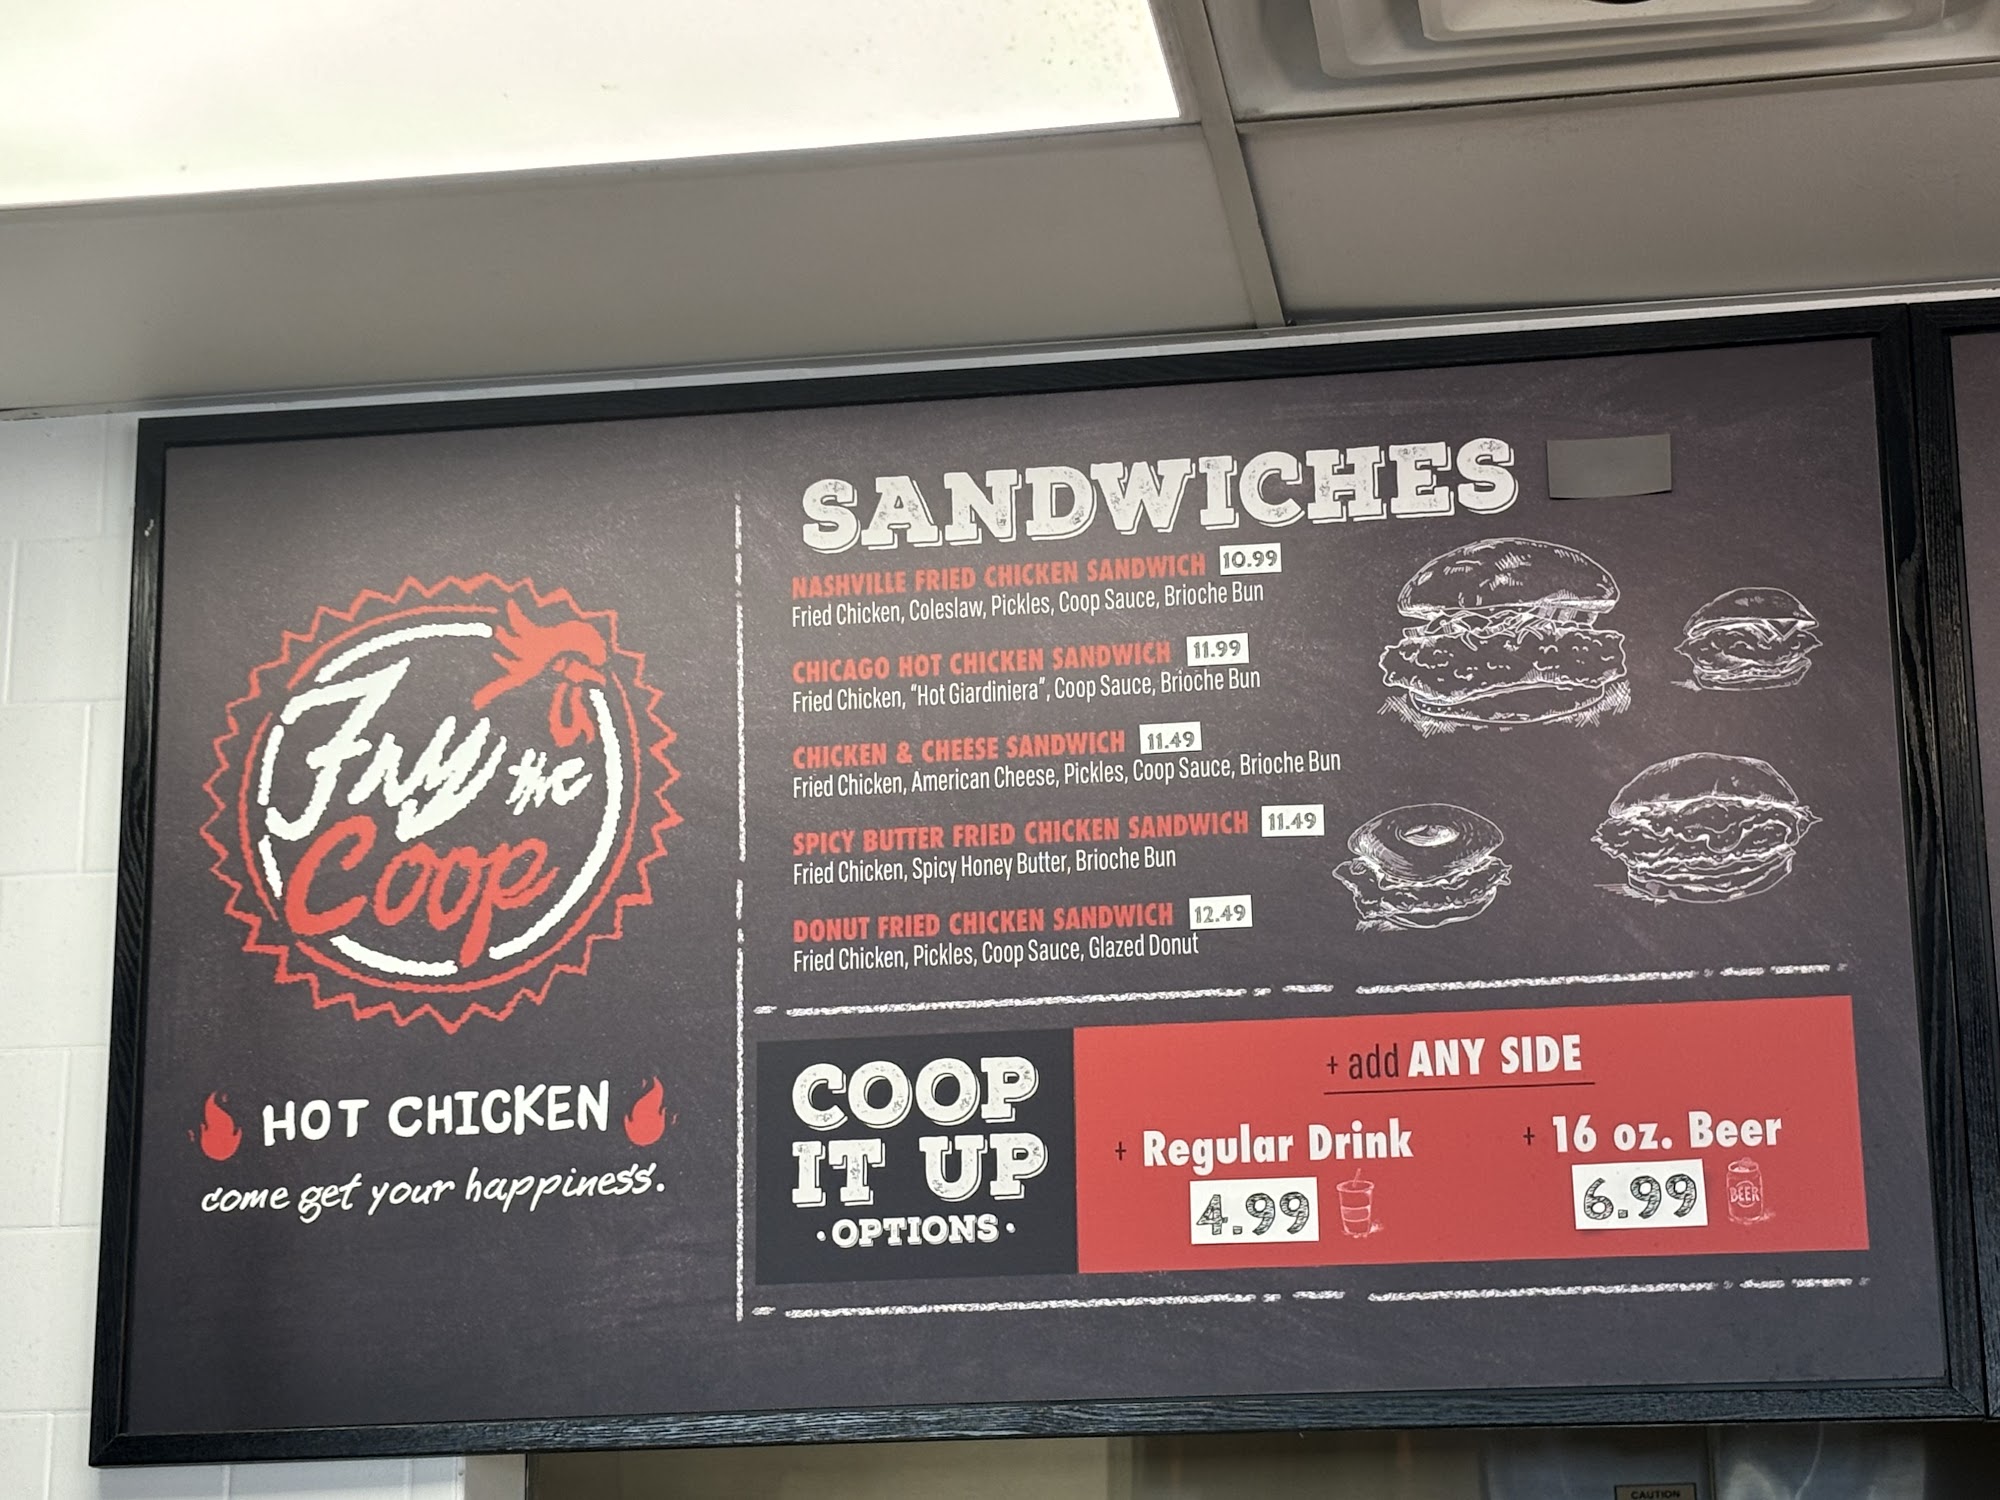 Fry the
Coop
HOT CHICKEN
come get your happiness.
SANDWICHES
NASHVILLE FRIED CHICKEN SANDWICH 10.99
Fried Chicken, Coleslaw, Pickles, Coop Sauce, Brioche Bun
CHICAGO HOT CHICKEN SANDWICH 11.99
Fried Chicken, "Hot Giardiniera", Coop Sauce, Brioche Bun
CHICKEN & CHEESE SANDWICH 11.49
Fried Chicken, American Cheese, Pickles, Coop Sauce, Brioche Bun
SPICY BUTTER FRIED CHICKEN SANDWICH 11.49
Fried Chicken, Spicy Honey Butter, Brioche Bun
DONUT FRIED CHICKEN SANDWICH 12.49
Fried Chicken, Pickles, Coop Sauce, Glazed Donut
COOP
IT UP
·OPTIONS·
+ add ANY SIDE
+ Regular Drink
4.99
+ 16 oz. Beer
6.99
BEER
CAUTION